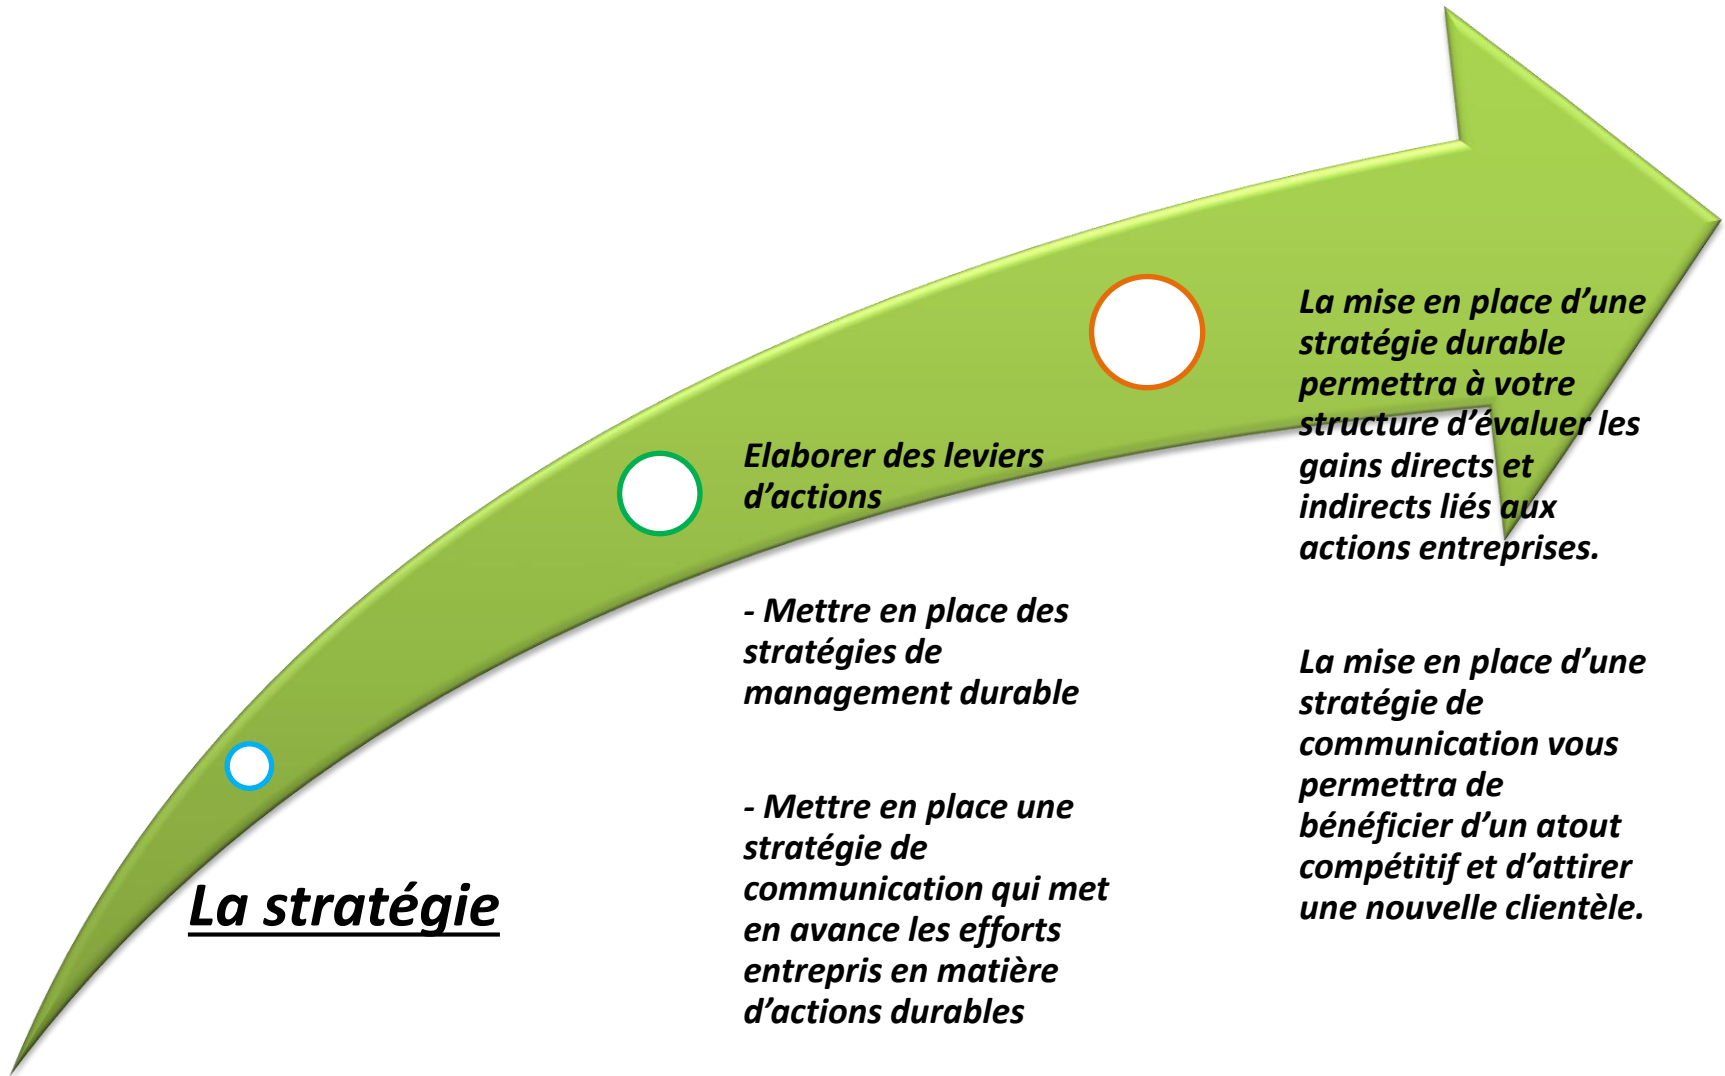 La stratégie
Elaborer des leviers
d’actions
- Mettre en place des
stratégies de
management durable
- Mettre en place une
stratégie de
communication qui met
en avance les efforts
entrepris en matière
d’actions durables
La mise en place d’une
stratégie durable
permettra à votre
structure d’évaluer les
gains directs et
indirects liés aux
actions entreprises.
La mise en place d’une
stratégie de
communication vous
permettra de
bénéficier d’un atout
compétitif et d’attirer
une nouvelle clientèle.